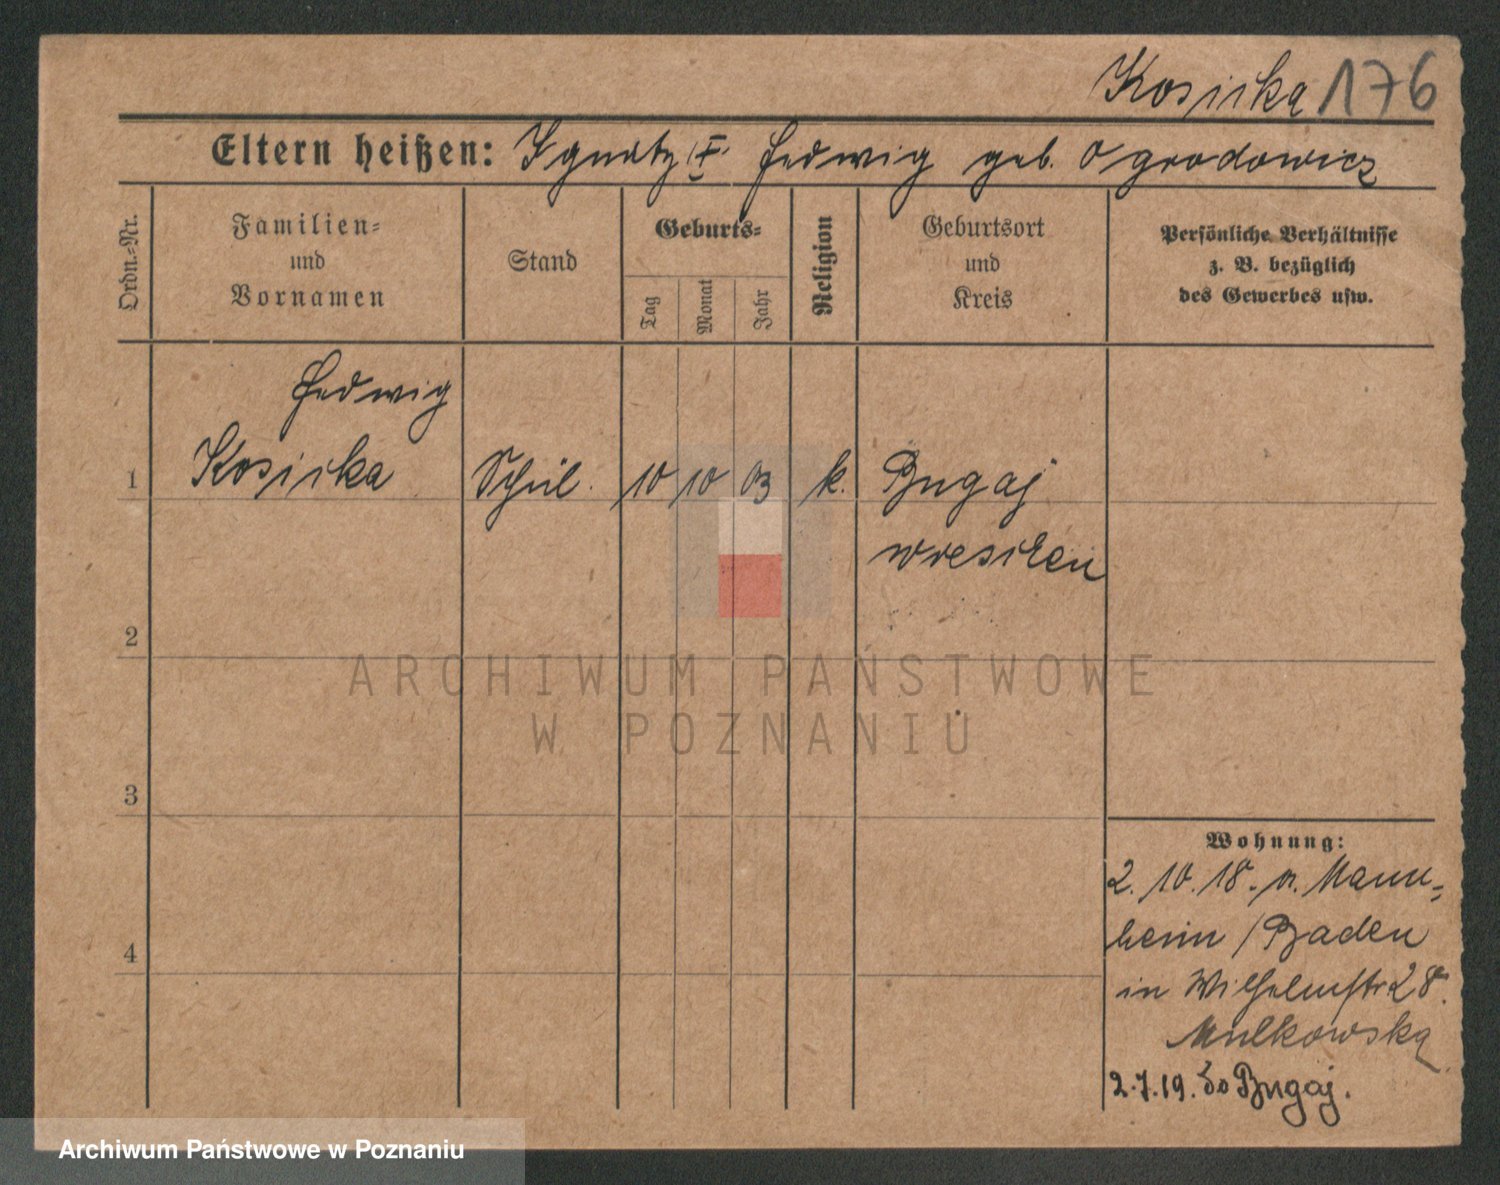 Kosicka 176
Eltern heißen: Ignatz u. Hedwig geb. Ogrodowicz
Ordn.-Nr.
Familien-
und
Vornamen
Stand
Geburts-
Tag
Monat
Jahr
Religion
Geburtsort
und
Kreis
Persönliche Verhältnisse
z. B. bezüglich
des Gewerbes usw.
Hedwig
1 Kosicka Schül. 10 10 03 k. Bugaj
Wreschen
2
3
4
ARCHIWUM PAŃSTWOWE
W POZNANIU
Wohnung:
2. 10. 18. n. Mann-
heim / Baden
in Wilhelmstr 28.
Mulkowska
2.7.19. Bugaj.
Archiwum Państwowe w Poznaniu